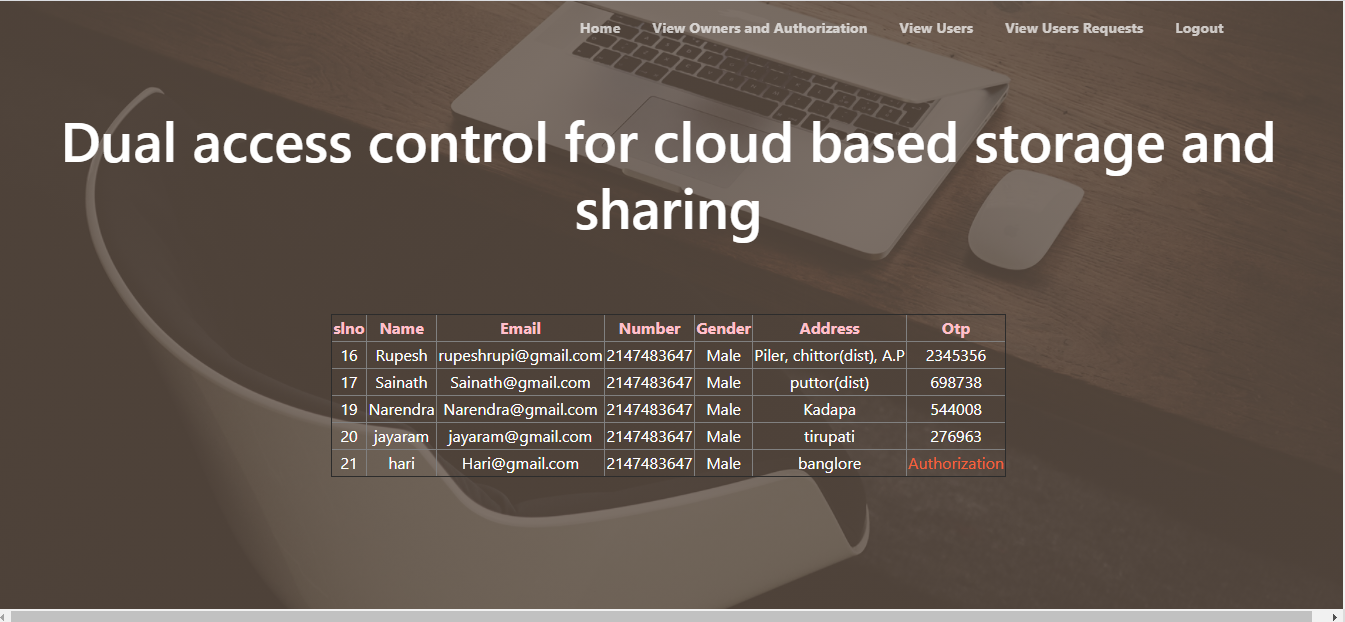 Home View Owners and Authorization View Users View Users Requests Logout
Dual access control for cloud based storage and
sharing
slno Name Email Number Gender Address Otp
16 Rupesh rupeshrupi@gmail.com 2147483647 Male Piler, chittor(dist), A.P 2345356
17 Sainath Sainath@gmail.com 2147483647 Male puttor(dist) 698738
19 Narendra Narendra@gmail.com 2147483647 Male Kadapa 544008
20 jayaram jayaram@gmail.com 2147483647 Male tirupati 276963
21 hari Hari@gmail.com 2147483647 Male banglore Authorization